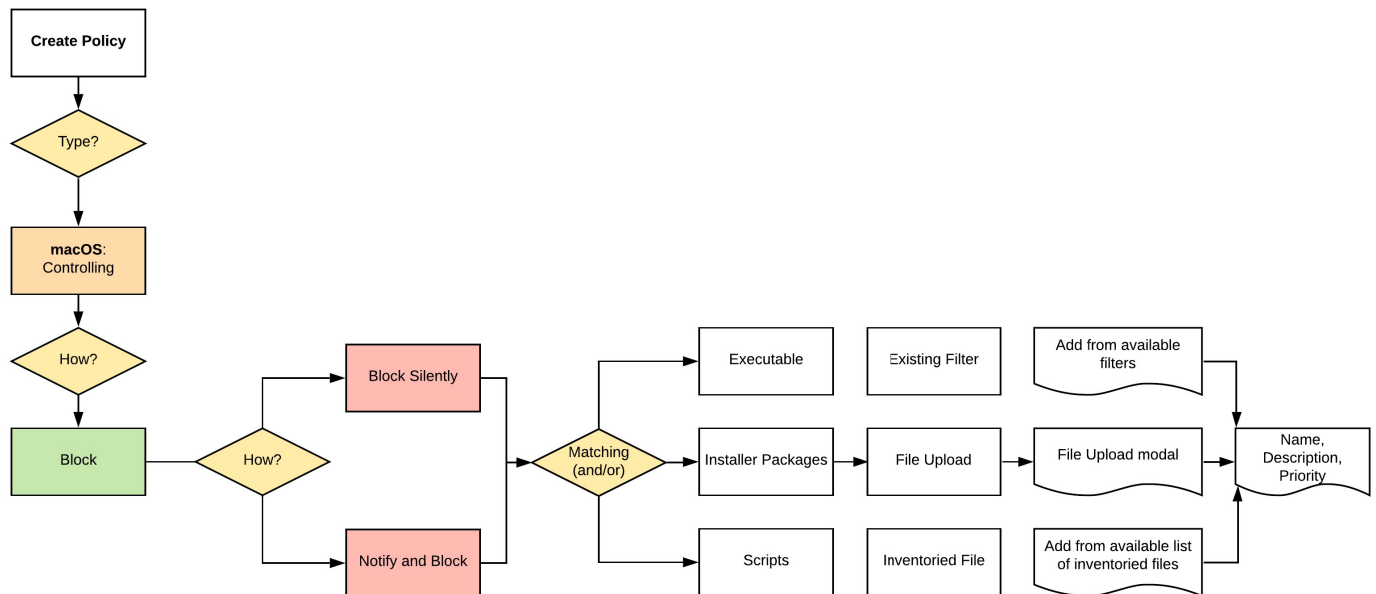 Create Policy
Type?
macOS:
Controlling
How?
Block
How?
Block Silently
Notify and Block
Matching
(and/or)
Executable
Installer Packages
Scripts
Existing Filter
File Upload
Inventoried File
Add from available
filters
File Upload modal
Add from available list
of inventoried files
Name,
Description,
Priority